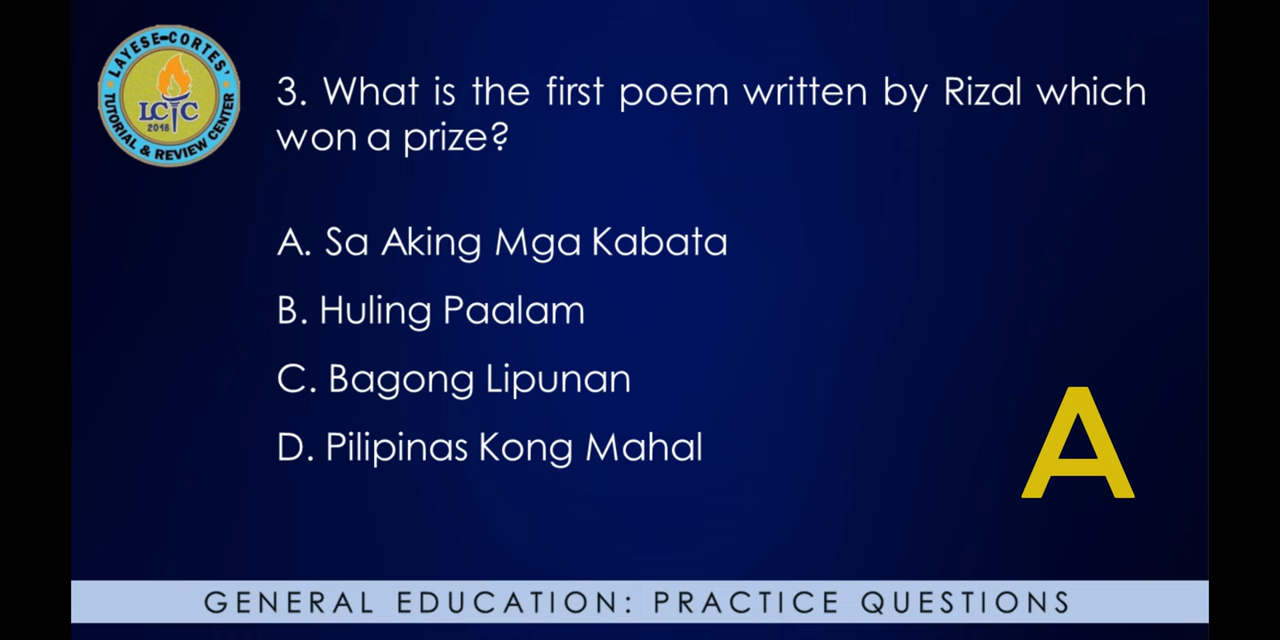 LAYESE-CORTES'
LCTC
2018
TUTORIAL & REVIEW CENTER
3. What is the first poem written by Rizal which
won a prize?
A. Sa Aking Mga Kabata
B. Huling Paalam
C. Bagong Lipunan
D. Pilipinas Kong Mahal
A
GENERAL EDUCATION: PRACTICE QUESTIONS